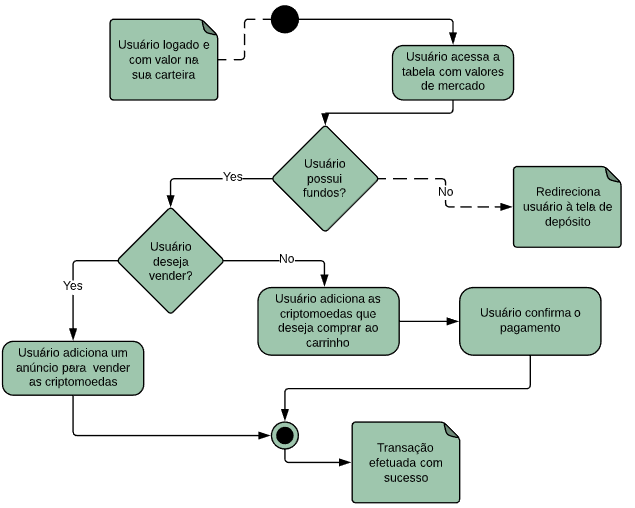 Usuário logado e
com valor na
sua carteira
Usuário acessa a
tabela com valores
de mercado
Usuário
possui
fundos?
Yes
No
Redireciona
usuário à tela de
depósito
Usuário
deseja
vender?
Yes
No
Usuário adiciona as
criptomoedas que
deseja comprar ao
carrinho
Usuário confirma o
pagamento
Usuário adiciona um
anúncio para vender
as criptomoedas
Transação
efetuada com
sucesso